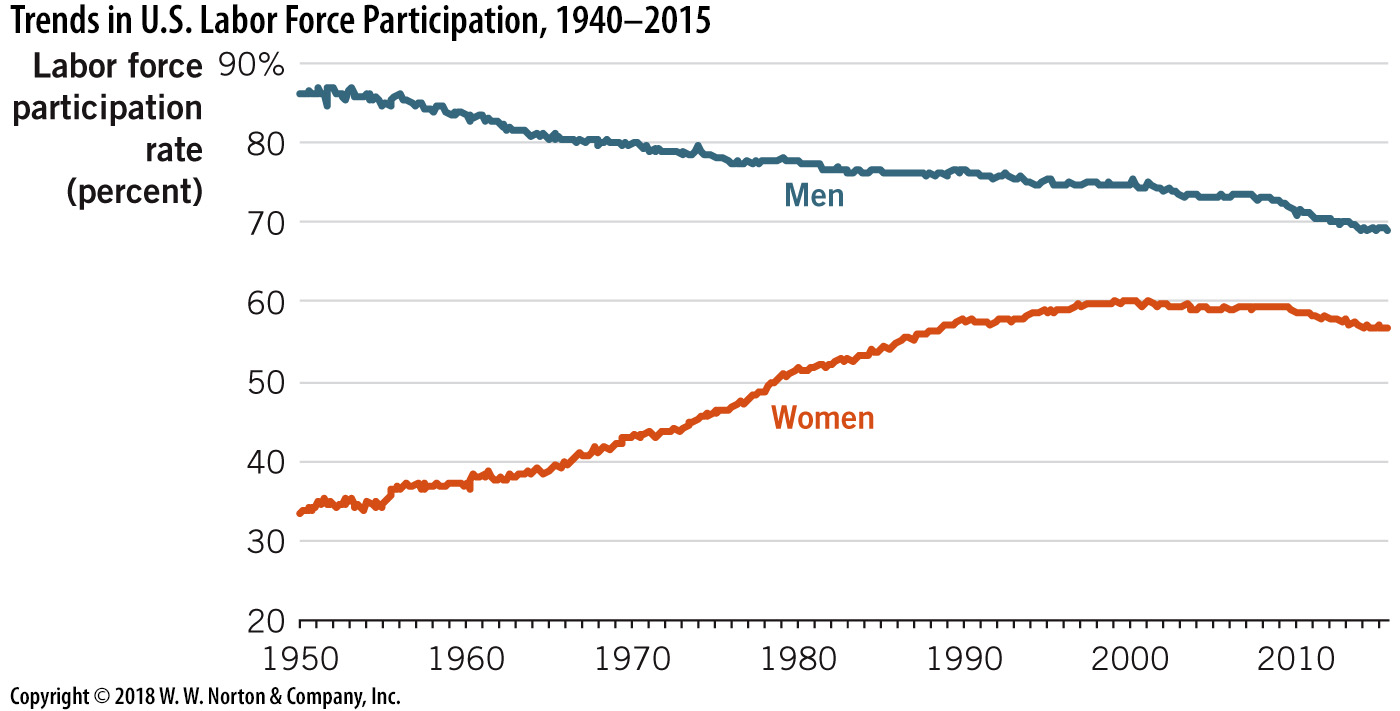 Trends in U.S. Labor Force Participation, 1940–2015
Labor force
participation
rate
(percent)
90%
80
70
60
50
40
30
20
Men
Women
1950 1960 1970 1980 1990 2000 2010
Copyright © 2018 W. W. Norton & Company, Inc.